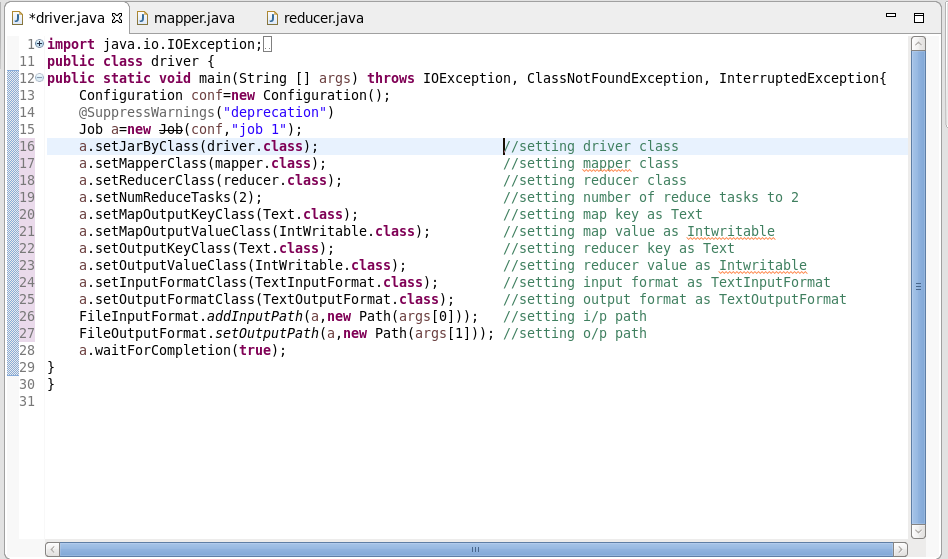 *driver.java mapper.java reducer.java
1 import java.io.IOException;
11 public class driver {
12 public static void main(String [] args) throws IOException, ClassNotFoundException, InterruptedException{
13 Configuration conf=new Configuration();
14 @SuppressWarnings("deprecation")
15 Job a=new Job(conf,"job 1");
16 a.setJarByClass(driver.class); //setting driver class
17 a.setMapperClass(mapper.class); //setting mapper class
18 a.setReducerClass(reducer.class); //setting reducer class
19 a.setNumReduceTasks(2); //setting number of reduce tasks to 2
20 a.setMapOutputKeyClass(Text.class); //setting map key as Text
21 a.setMapOutputValueClass(IntWritable.class); //setting map value as Intwritable
22 a.setOutputKeyClass(Text.class); //setting reducer key as Text
23 a.setOutputValueClass(IntWritable.class); //setting reducer value as Intwritable
24 a.setInputFormatClass(TextInputFormat.class); //setting input format as TextInputFormat
25 a.setOutputFormatClass(TextOutputFormat.class); //setting output format as TextOutputFormat
26 FileInputFormat.addInputPath(a,new Path(args[0])); //setting i/p path
27 FileOutputFormat.setOutputPath(a,new Path(args[1])); //setting o/p path
28 a.waitForCompletion(true);
29 }
30 }
31